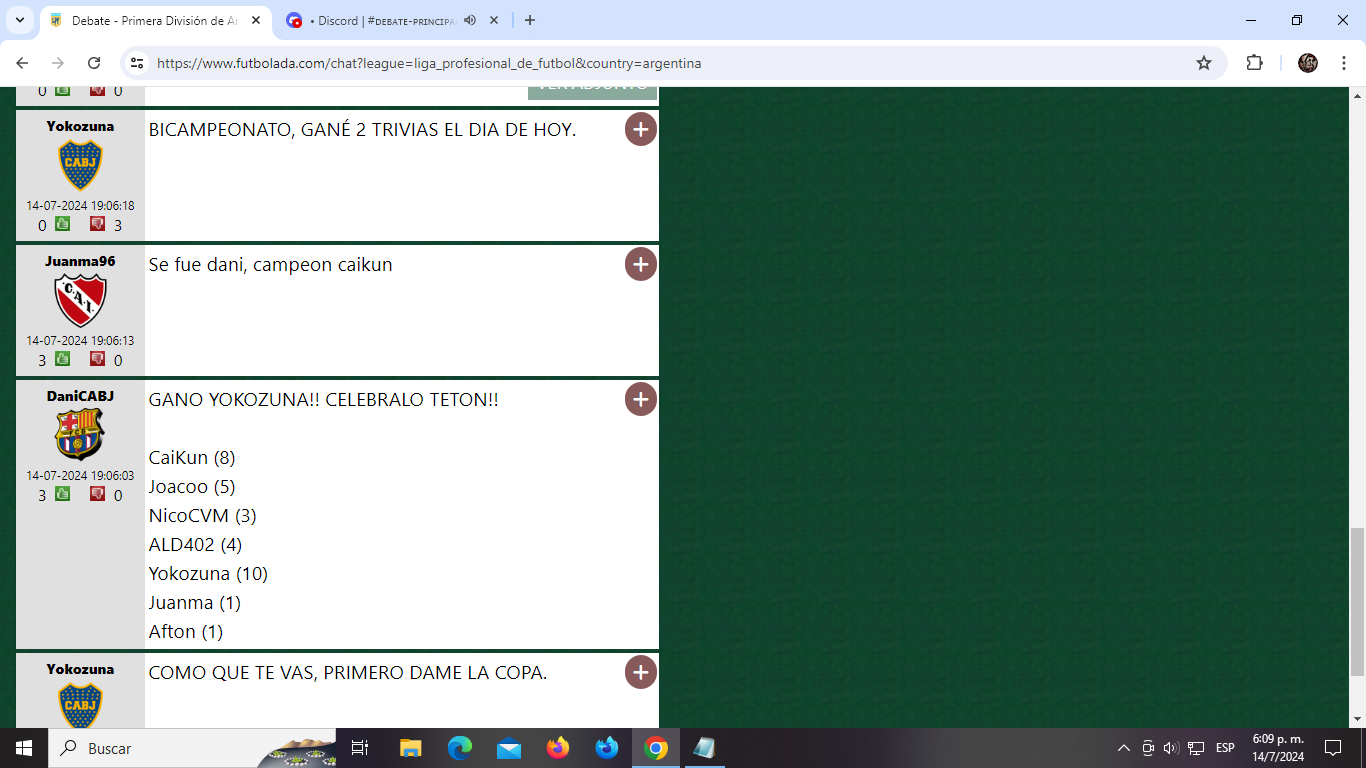 Debate - Primera División de Ar
• Discord | #ᴅᴇʙᴀᴛᴇ-ᴘʀɪɴᴄɪᴘᴀ
https://www.futbolada.com/chat?league=liga_profesional_de_futbol&country=argentina
0 0
VER ADJUNTO
Yokozuna
BICAMPEONATO, GANÉ 2 TRIVIAS EL DIA DE HOY.
CABJ
14-07-2024 19:06:18
0 3
Juanma96
Se fue dani, campeon caikun
C.A.I.
14-07-2024 19:06:13
3 0
DaniCABJ
GANO YOKOZUNA!! CELEBRALO TETON!!
14-07-2024 19:06:03
3 0
CaiKun (8)
Joacoo (5)
NicoCVM (3)
ALD402 (4)
Yokozuna (10)
Juanma (1)
Afton (1)
Yokozuna
COMO QUE TE VAS, PRIMERO DAME LA COPA.
CABJ
Buscar
ESP
6:09 p. m.
14/7/2024